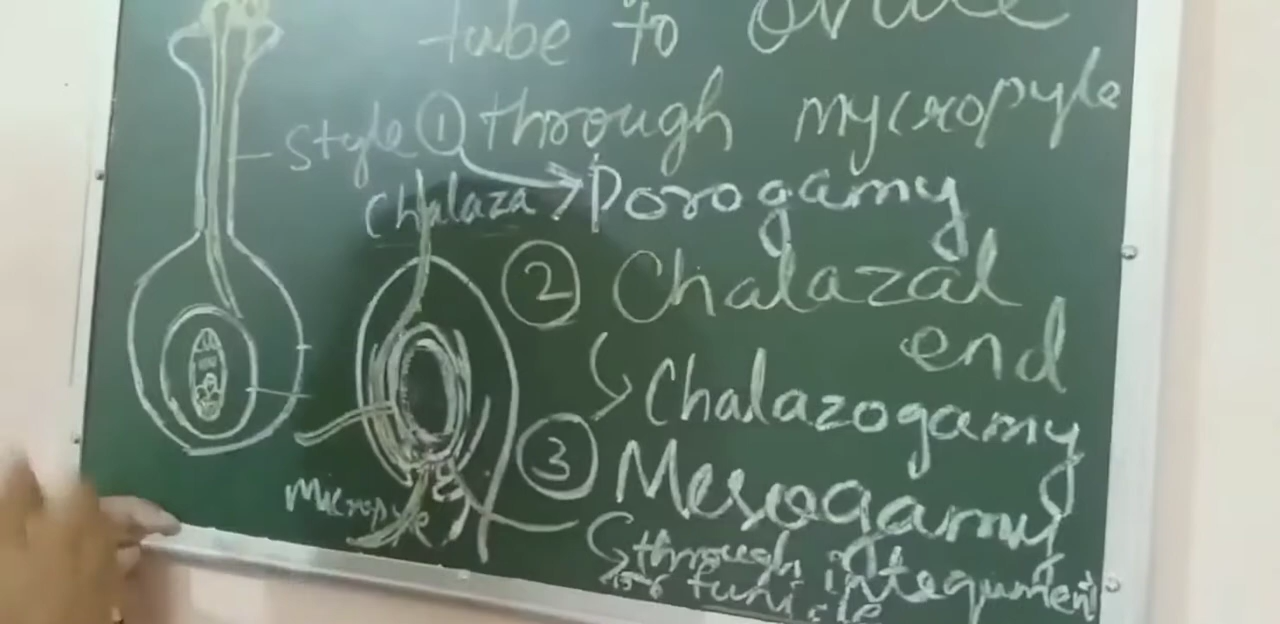 tube to Ovule
Style ① through mycropyle
Chalaza > Porogamy
② Chalazal
end
Chalazogamy
③ Mesogamy
Micropyle
through integument
or funicle